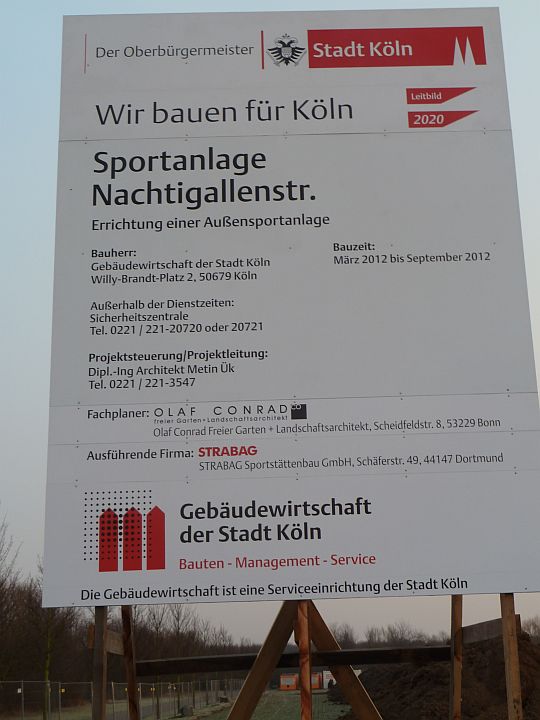 Der Oberbürgermeister
Stadt Köln
Wir bauen für Köln
Leitbild
2020
Sportanlage
Nachtigallenstr.
Errichtung einer Außensportanlage
Bauherr:
Gebäudewirtschaft der Stadt Köln
Willy-Brandt-Platz 2, 50679 Köln
Bauzeit:
März 2012 bis September 2012
Außerhalb der Dienstzeiten:
Sicherheitszentrale
Tel. 0221 / 221-20720 oder 20721
Projektsteuerung/Projektleitung:
Dipl.-Ing Architekt Metin Ük
Tel. 0221 / 221-3547
Fachplaner: OLAF CONRAD
freier Garten+Landschaftsarchitekt
Olaf Conrad Freier Garten + Landschaftsarchitekt, Scheidfeldstr. 8, 53229 Bonn
Ausführende Firma: STRABAG
STRABAG Sportstättenbau GmbH, Schäferstr. 49, 44147 Dortmund
Gebäudewirtschaft
der Stadt Köln
Bauten - Management - Service
Die Gebäudewirtschaft ist eine Serviceeinrichtung der Stadt Köln